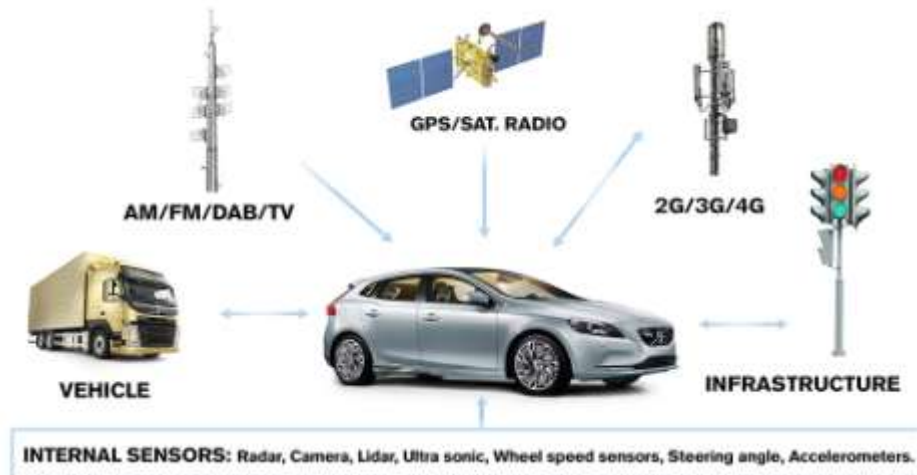 GPS/SAT. RADIO
AM/FM/DAB/TV
2G/3G/4G
VEHICLE
INFRASTRUCTURE
INTERNAL SENSORS: Radar, Camera, Lidar, Ultra sonic, Wheel speed sensors, Steering angle, Accelerometers.